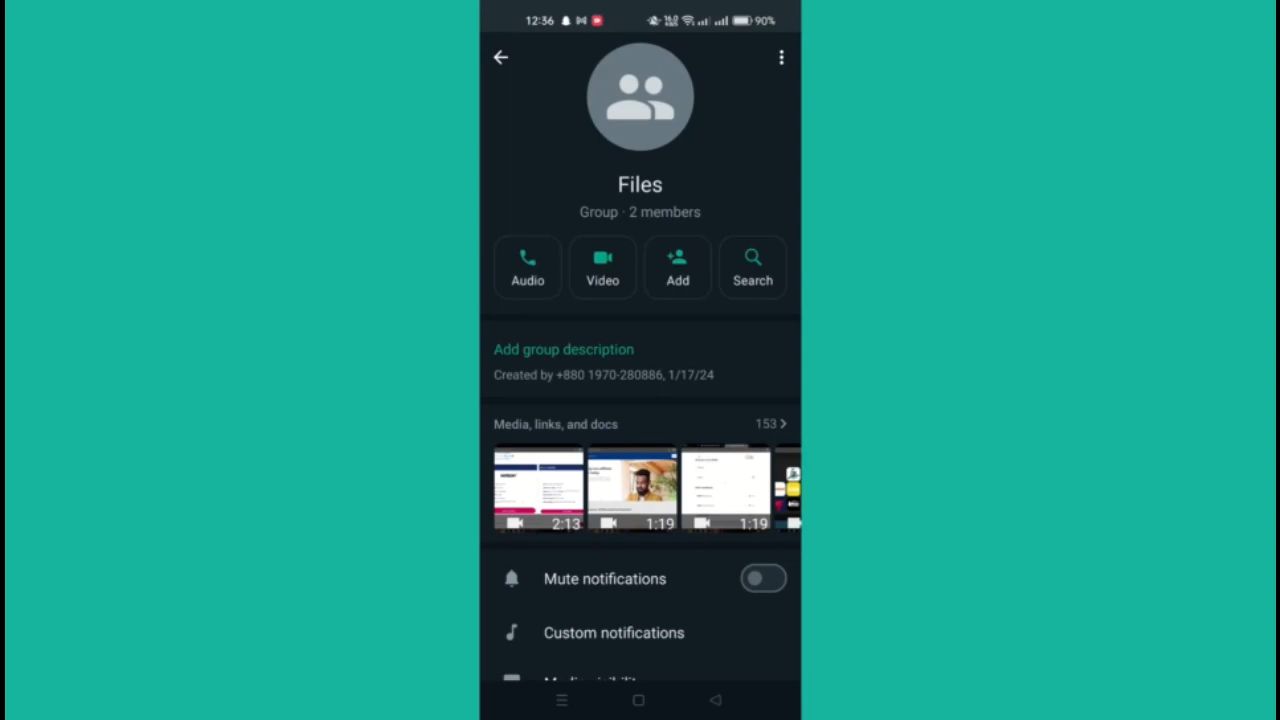 12:36 90%
Files
Group · 2 members
Audio Video Add Search
Add group description
Created by +880 1970-280886, 1/17/24
Media, links, and docs 153
2:13 1:19 1:19
Mute notifications
Custom notifications